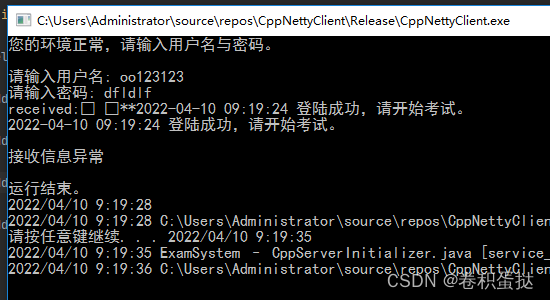 C:\Users\Administrator\source\repos\CppNettyClient\Release\CppNettyClient.exe
您的环境正常，请输入用户名与密码。
请输入用户名: oo123123
请输入密码: dfldlf
received:□ □**2022-04-10 09:19:24 登陆成功，请开始考试。
2022-04-10 09:19:24 登陆成功，请开始考试。
接收信息异常
运行结束。
2022/04/10 9:19:28
2022/04/10 9:19:28 C:\Users\Administrator\source\repos\CppNettyClien
请按任意键继续. . . 2022/04/10 9:19:35
2022/04/10 9:19:35 ExamSystem - CppServerInitializer.java [service_
2022/04/10 9:19:36 C:\Users\Administrator\source\repos\CppNettyClien
CSDN @卷积蛋挞